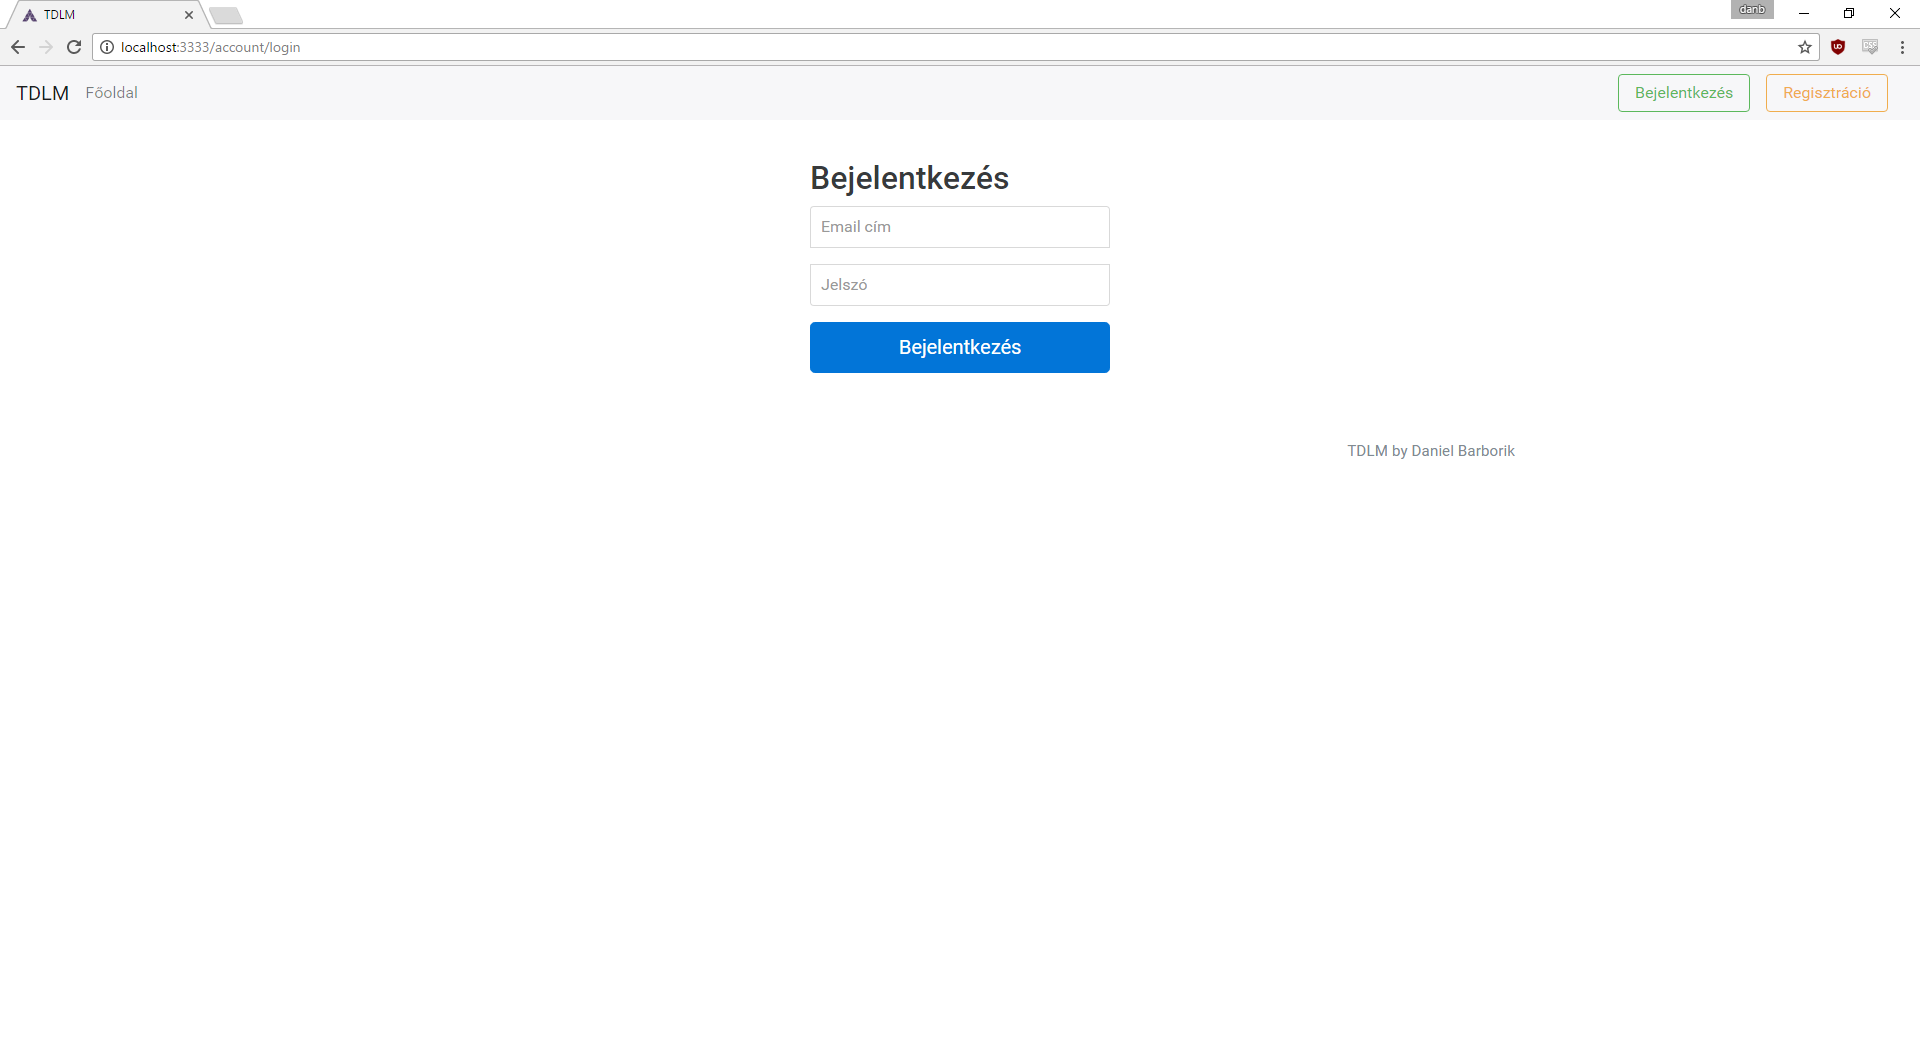 TDLM
danb
localhost:3333/account/login
TDLM Főoldal Bejelentkezés Regisztráció
Bejelentkezés
Email cím
Jelszó
Bejelentkezés
TDLM by Daniel Barborik